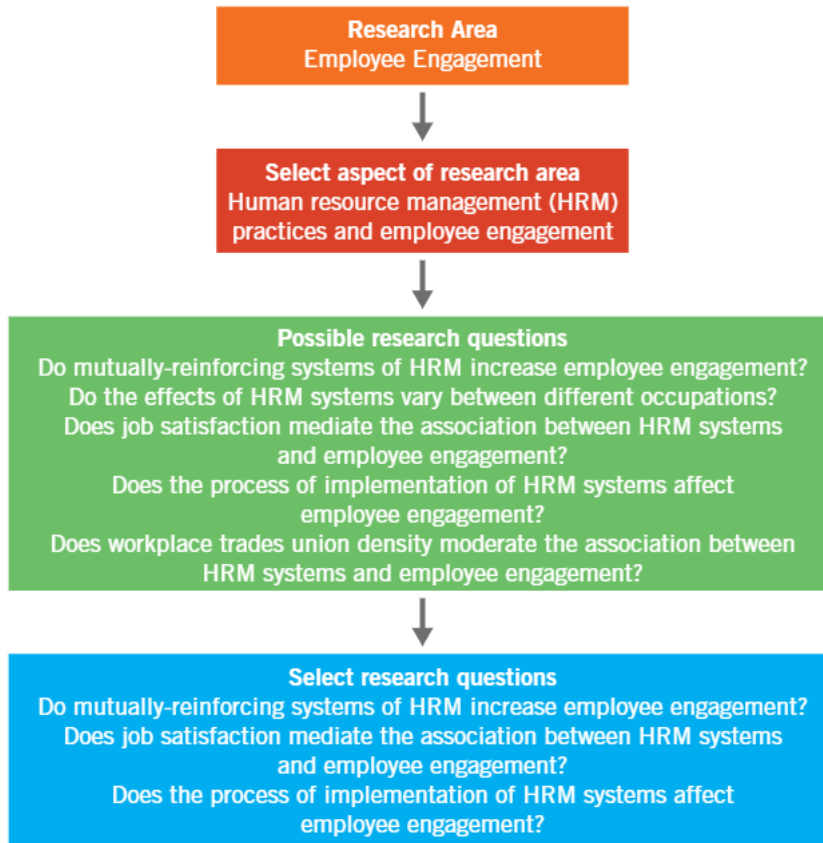 Research Area
Employee Engagement
Select aspect of research area
Human resource management (HRM)
practices and employee engagement
Possible research questions
Do mutually-reinforcing systems of HRM increase employee engagement?
Do the effects of HRM systems vary between different occupations?
Does job satisfaction mediate the association between HRM systems
and employee engagement?
Does the process of implementation of HRM systems affect
employee engagement?
Does workplace trades union density moderate the association between
HRM systems and employee engagement?
Select research questions
Do mutually-reinforcing systems of HRM increase employee engagement?
Does job satisfaction mediate the association between HRM systems
and employee engagement?
Does the process of implementation of HRM systems affect
employee engagement?